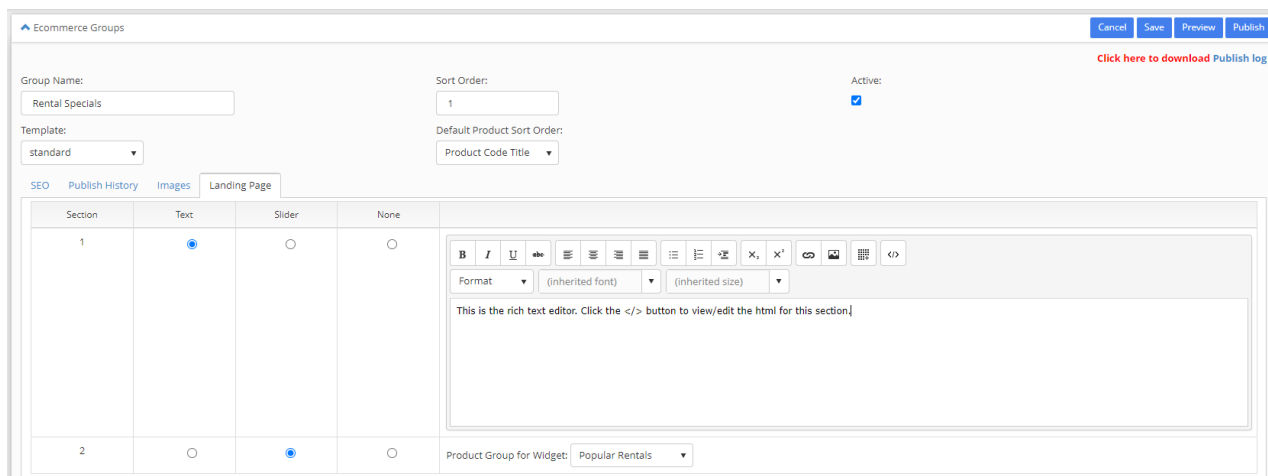 Ecommerce Groups
Cancel Save Preview Publish
Click here to download Publish log
Group Name: Sort Order: Active:
Rental Specials 1
Template: Default Product Sort Order:
standard Product Code Title
SEO Publish History Images Landing Page
Section Text Slider None
1
B I U abc X₂ X² </>
Format (inherited font) (inherited size)
This is the rich text editor. Click the </> button to view/edit the html for this section.
2 Product Group for Widget: Popular Rentals